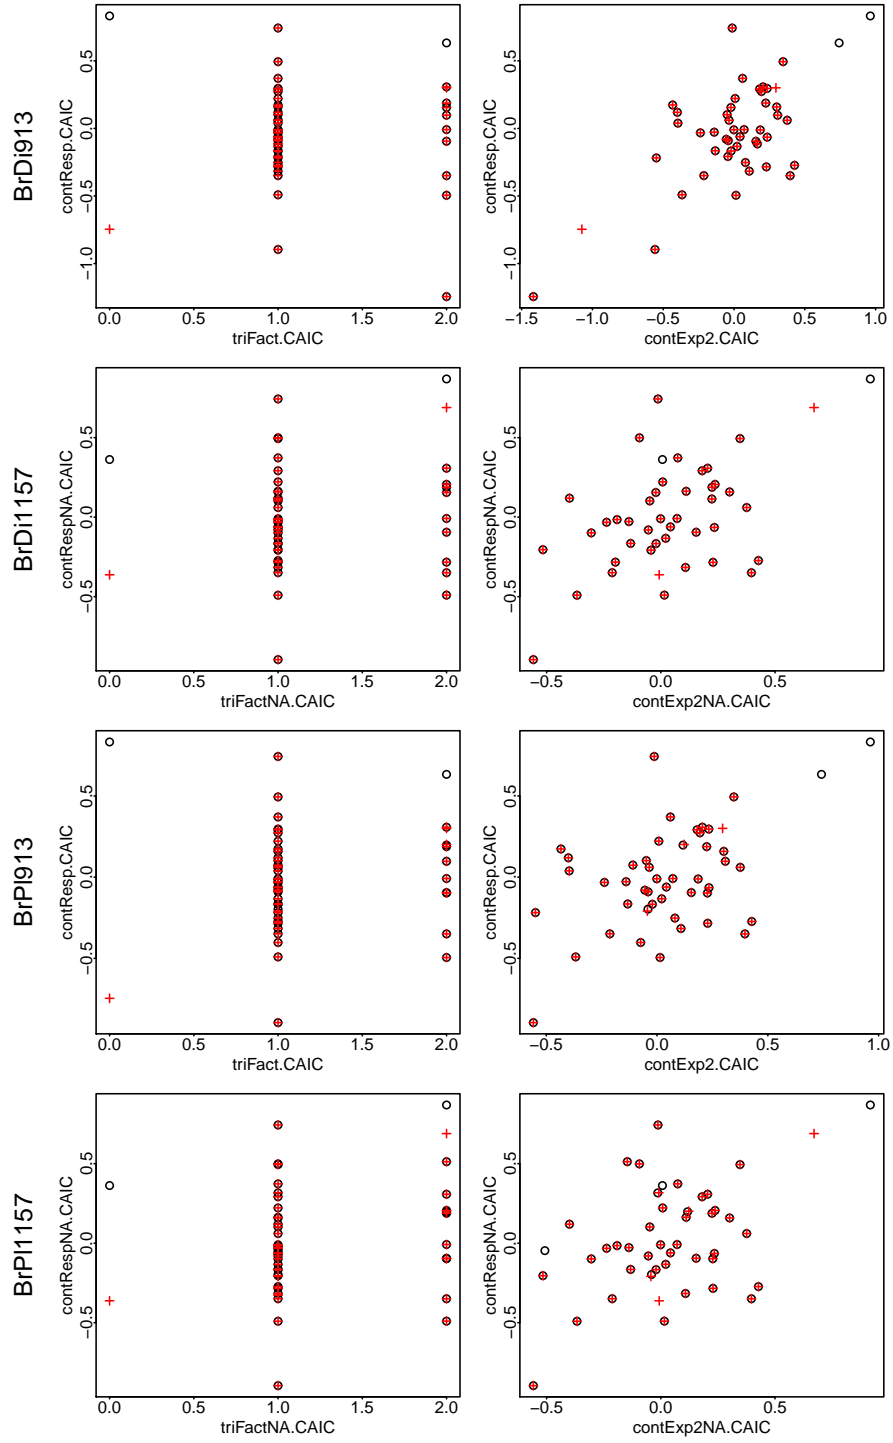 BrDi913
contResp.CAIC
−1.0 −0.5 0.0 0.5
0.0 0.5 1.0 1.5 2.0
triFact.CAIC
−1.5 −1.0 −0.5 0.0 0.5 1.0
contExp2.CAIC
contResp.CAIC
−1.0 −0.5 0.0 0.5
BrDi1157
contRespNA.CAIC
−0.5 0.0 0.5
0.0 0.5 1.0 1.5 2.0
triFactNA.CAIC
contRespNA.CAIC
−0.5 0.0 0.5
−0.5 0.0 0.5
contExp2NA.CAIC
BrPl913
contResp.CAIC
−0.5 0.0 0.5
0.0 0.5 1.0 1.5 2.0
triFact.CAIC
contResp.CAIC
−0.5 0.0 0.5
−0.5 0.0 0.5 1.0
contExp2.CAIC
BrPl1157
contRespNA.CAIC
−0.5 0.0 0.5
0.0 0.5 1.0 1.5 2.0
triFactNA.CAIC
contRespNA.CAIC
−0.5 0.0 0.5
−0.5 0.0 0.5
contExp2NA.CAIC